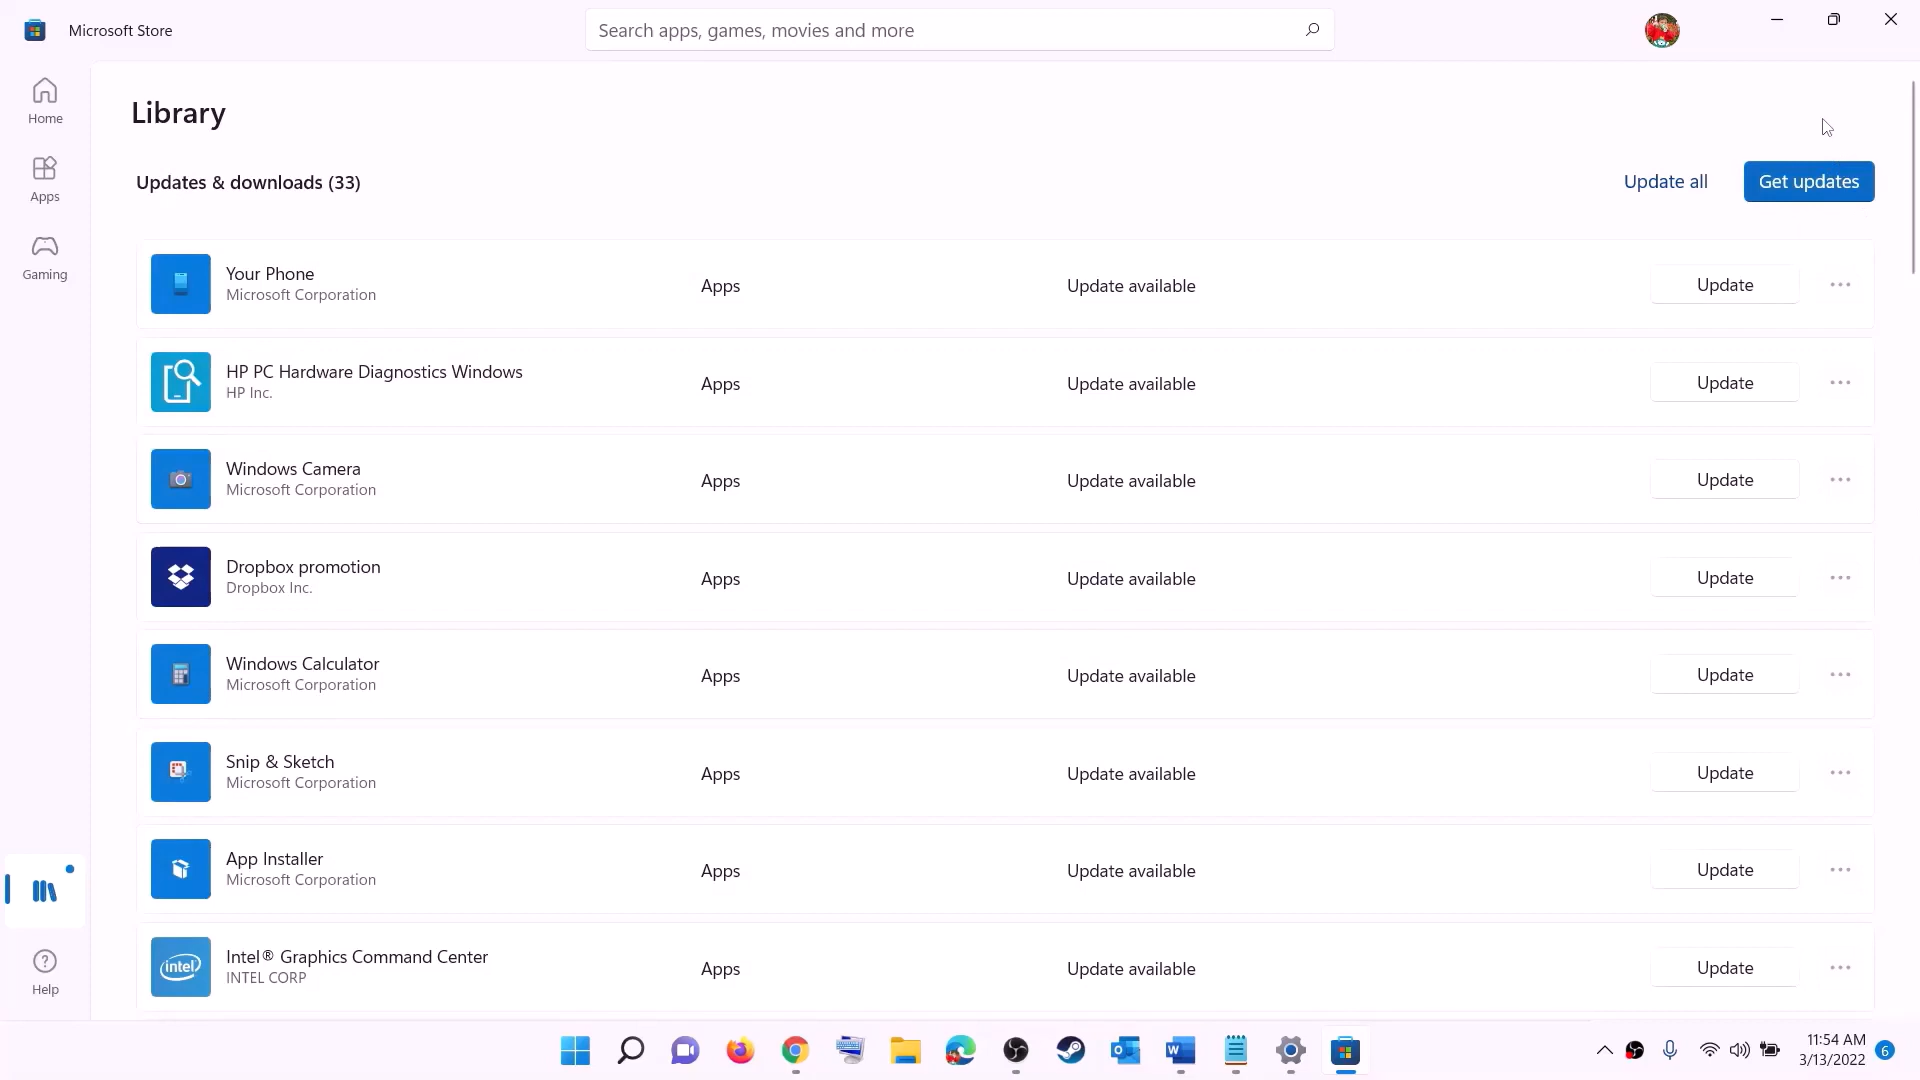 Microsoft Store
Search apps, games, movies and more
Home
Apps
Gaming
Help
Library
Updates & downloads (33)
Update all
Get updates
Your Phone
Microsoft Corporation
Apps
Update available
Update
HP PC Hardware Diagnostics Windows
HP Inc.
Apps
Update available
Update
Windows Camera
Microsoft Corporation
Apps
Update available
Update
Dropbox promotion
Dropbox Inc.
Apps
Update available
Update
Windows Calculator
Microsoft Corporation
Apps
Update available
Update
Snip & Sketch
Microsoft Corporation
Apps
Update available
Update
App Installer
Microsoft Corporation
Apps
Update available
Update
intel
Intel® Graphics Command Center
INTEL CORP
Apps
Update available
Update
11:54 AM
3/13/2022
6